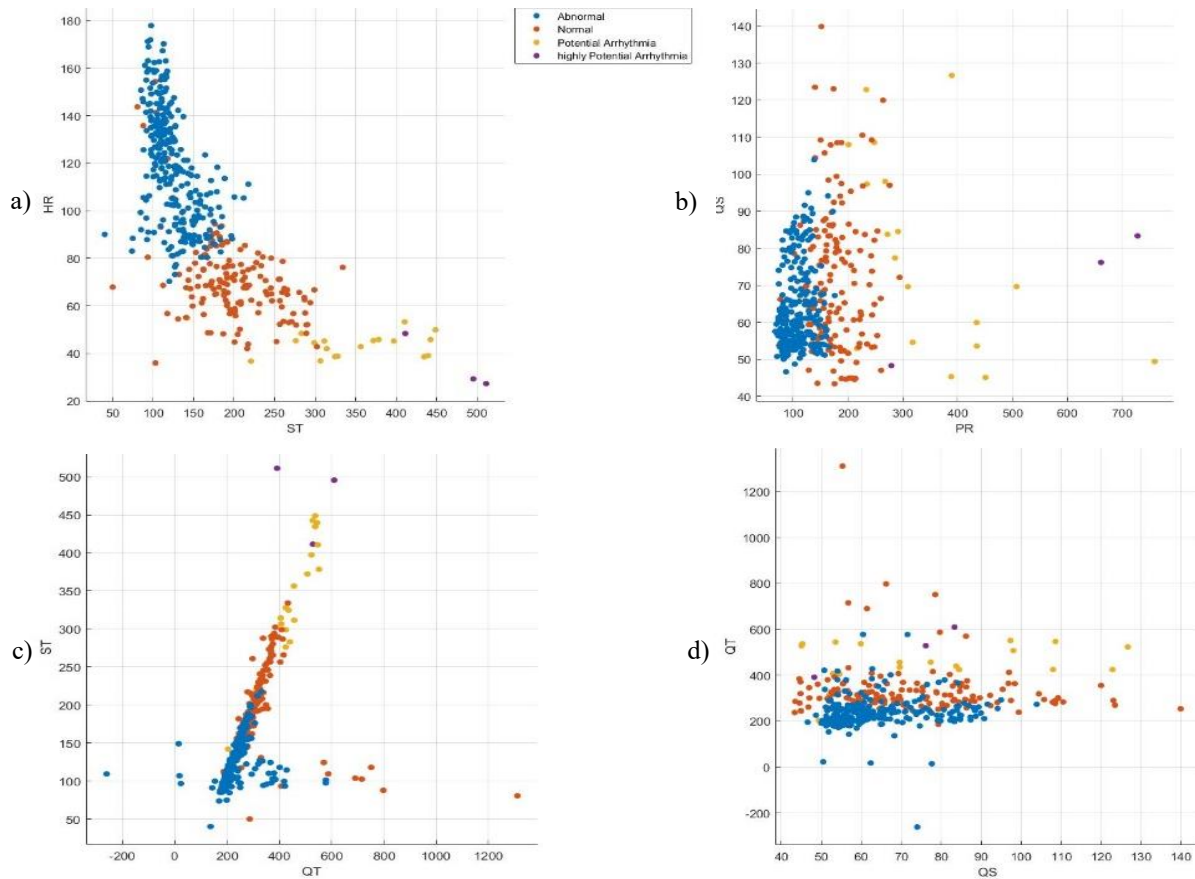 Abnormal
Normal
Potential Arrhythmia
highly Potential Arrhythmia
a)
HR
180
160
140
120
100
80
60
40
20
50 100 150 200 250 300 350 400 450 500
ST
b)
QS
140
130
120
110
100
90
80
70
60
50
40
100 200 300 400 500 600 700
PR
c)
ST
500
450
400
350
300
250
200
150
100
50
-200 0 200 400 600 800 1000 1200
QT
d)
QT
1200
1000
800
600
400
200
0
-200
40 50 60 70 80 90 100 110 120 130 140
QS